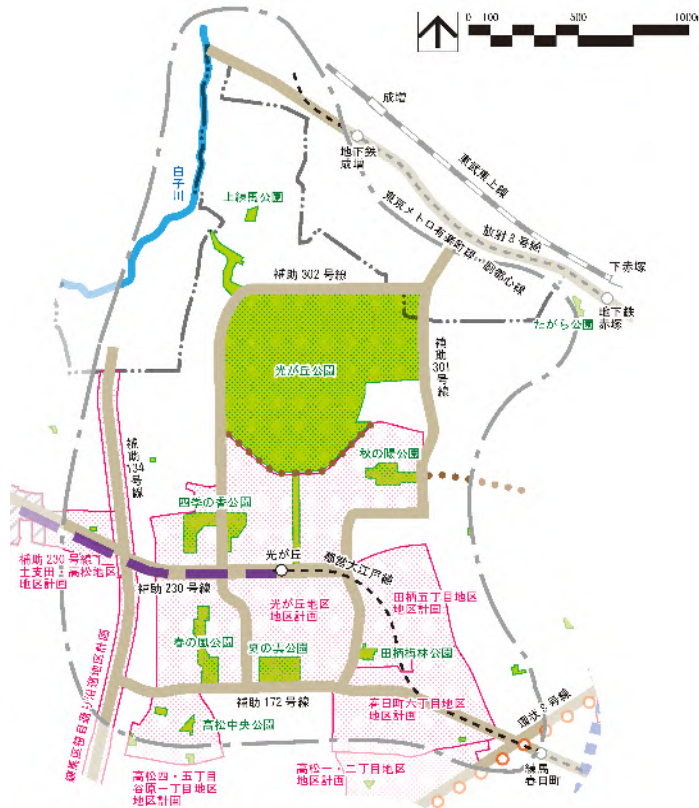 0 100 500 1000m
成増
地下鉄
成増
東武東上線
白子川
上練馬公園
東京メトロ有楽町線・副都心線
放射8号線
下赤塚
補助302号線
地下鉄
赤塚
たがら公園
補助301号線
光が丘公園
補助134号線
秋の陽公園
四季の香公園
光が丘
都営大江戸線
補助230号線
土支田・高松地区
地区計画
補助230号線
光が丘地区
地区計画
田柄五丁目地区
地区計画
春の風公園
夏の雲公園
田柄梅林公園
補助172号線
春日町六丁目地区
地区計画
環状8号線
高松中央公園
練馬
春日町
高松四・五丁目
谷原一丁目地区
地区計画
高松一・二丁目地区
地区計画